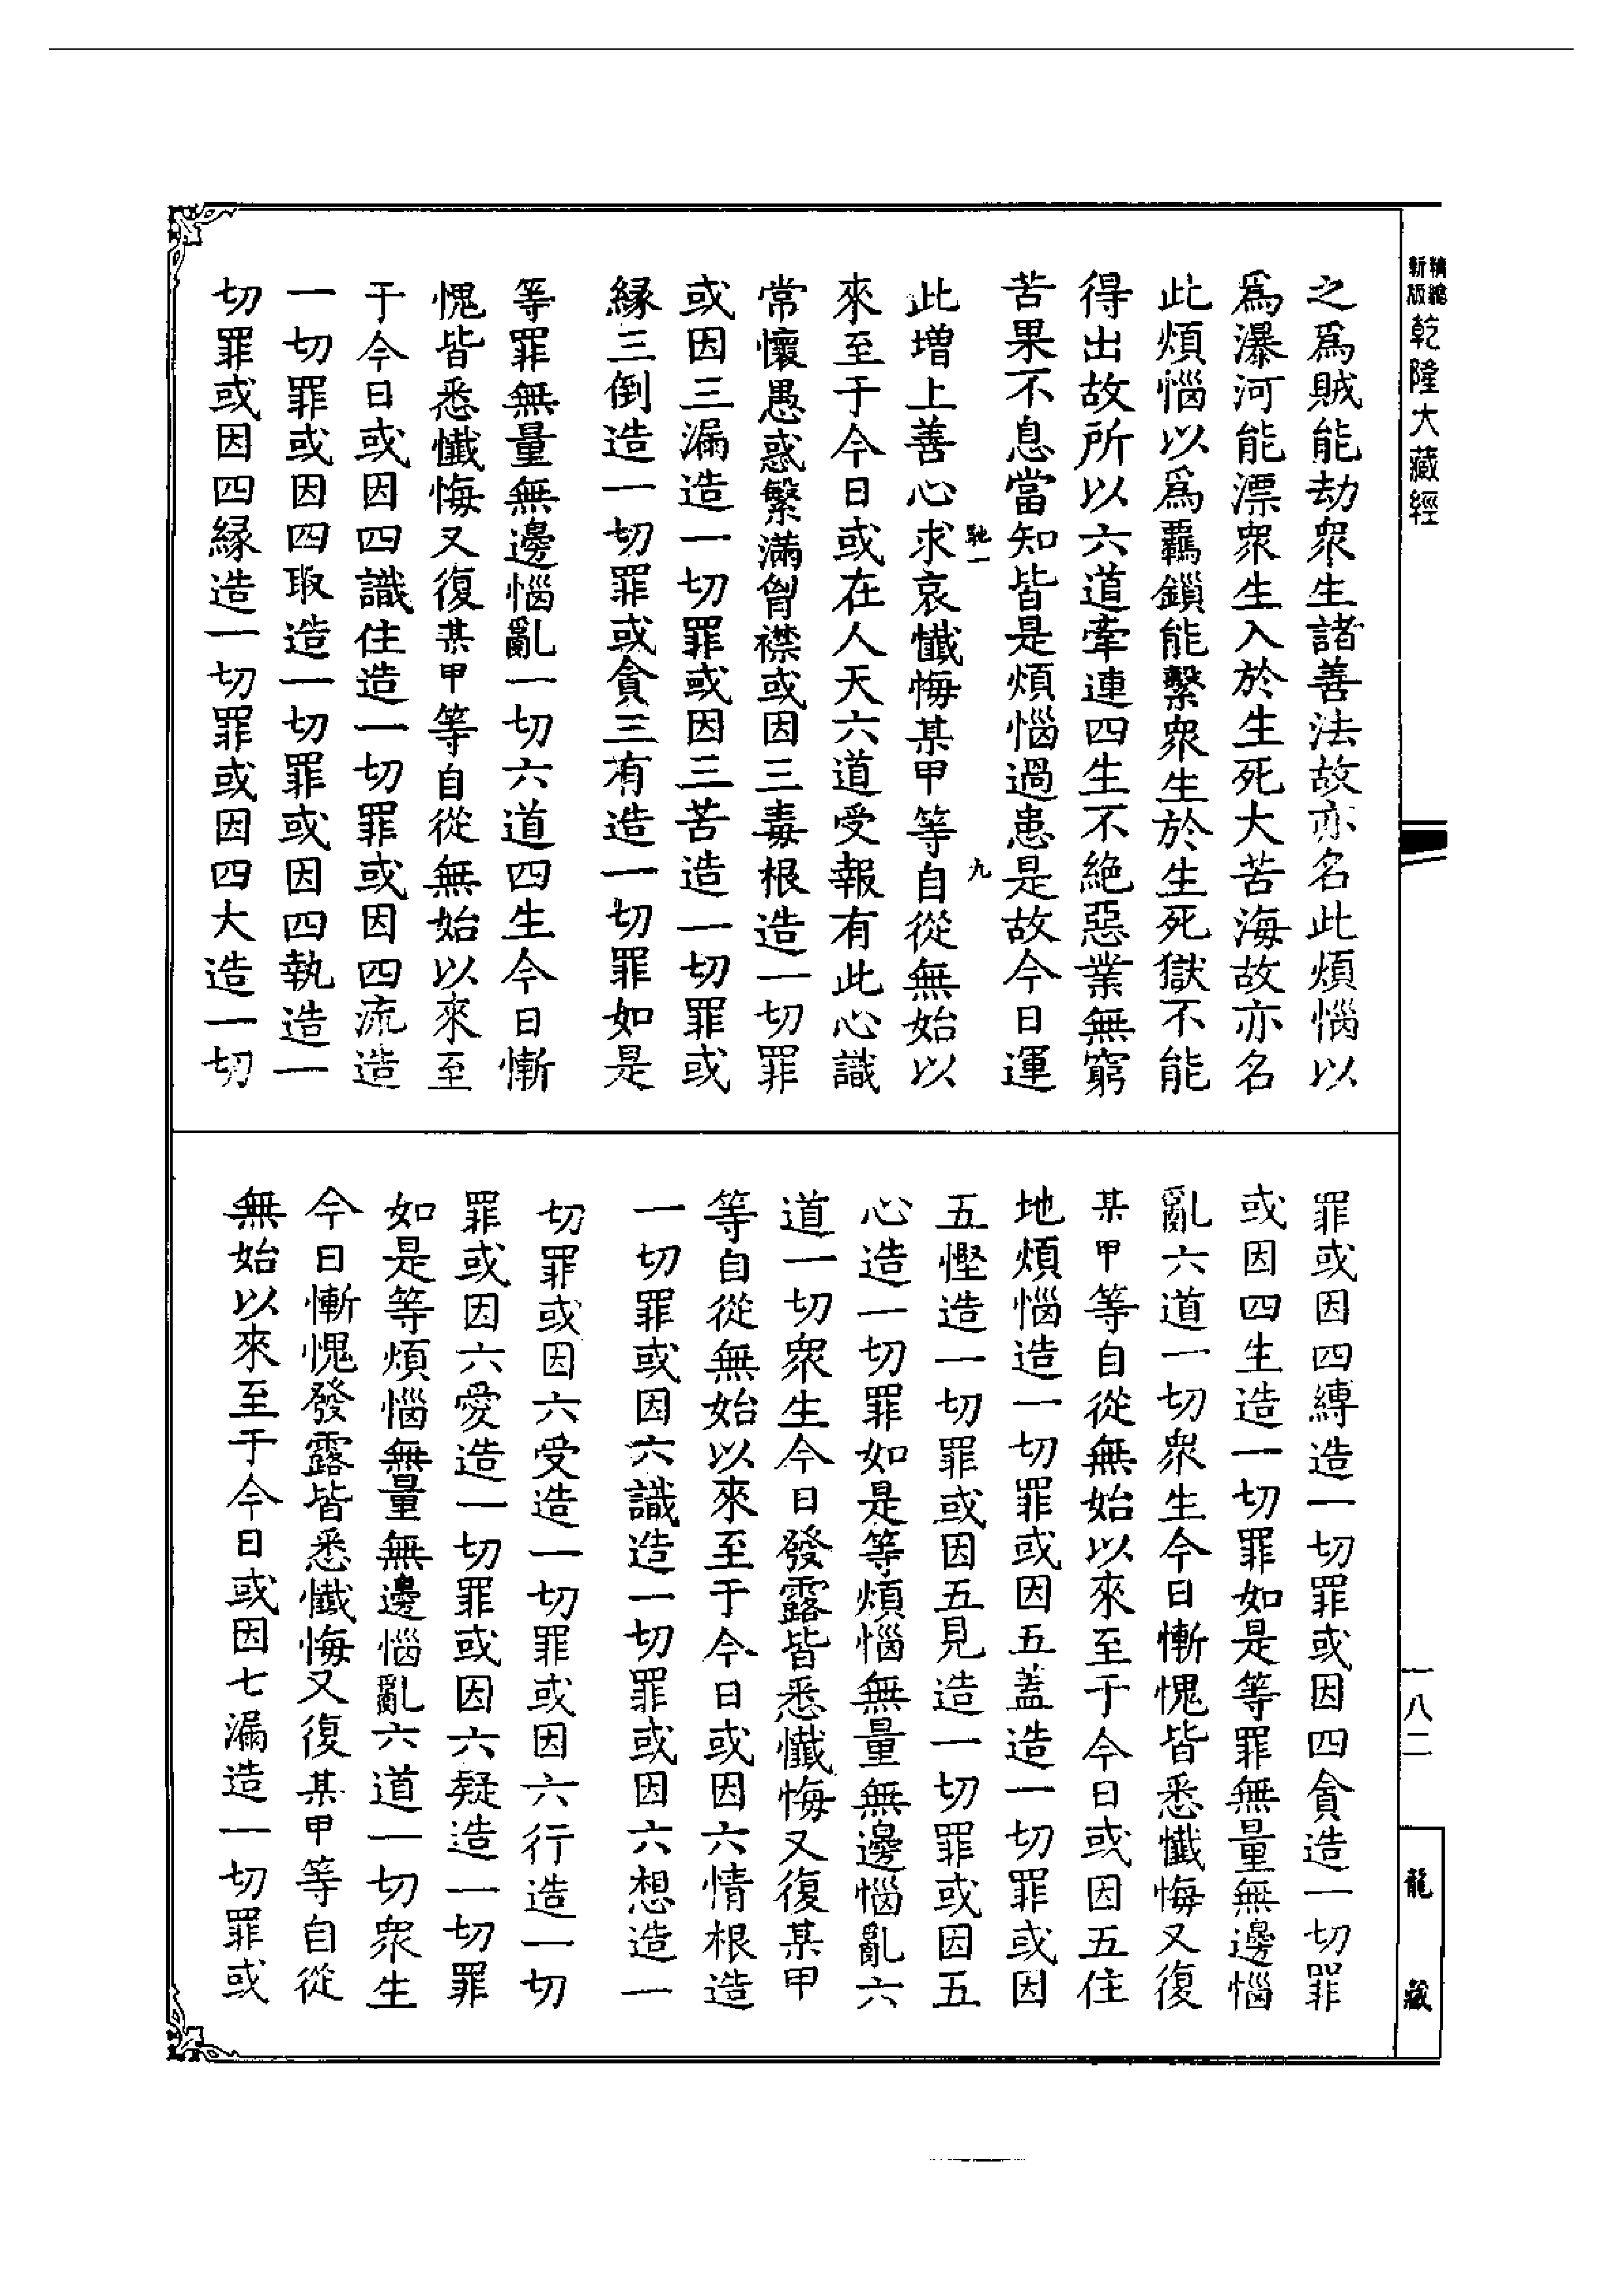 精縮
新版
乾隆大藏經
之爲賊能劫衆生諸善法故亦名此煩惱以
爲瀑河能漂衆生入於生死大苦海故亦名
此煩惱以爲羈鎖能繫衆生於生死獄不能
得出故所以六道牽連四生不絕惡業無窮
苦果不息當知皆是煩惱過患是故今日運
馳一
九
此增上善心求哀懺悔某甲等自從無始以
來至于今日或在人天六道受報有此心識
常懷愚惑繁滿胷襟或因三毒根造一切罪
或因三漏造一切罪或因三苦造一切罪或
緣三倒造一切罪或貪三有造一切罪如是
等罪無量無邊惱亂一切六道四生今日慚
愧皆悉懺悔又復某甲等自從無始以來至
于今日或因四識住造一切罪或因四流造
一切罪或因四取造一切罪或因四執造一
切罪或因四緣造一切罪或因四大造一切
罪或因四縛造一切罪或因四貪造一切罪
或因四生造一切罪如是等罪無量無邊惱
亂六道一切衆生今日慚愧皆悉懺悔又復
某甲等自從無始以來至于今日或因五住
地煩惱造一切罪或因五蓋造一切罪或因
五慳造一切罪或因五見造一切罪或因五
心造一切罪如是等煩惱無量無邊惱亂六
道一切衆生今日發露皆悉懺悔又復某甲
等自從無始以來至于今日或因六情根造
一切罪或因六識造一切罪或因六想造一
切罪或因六受造一切罪或因六行造一切
罪或因六愛造一切罪或因六疑造一切罪
如是等煩惱無量無邊惱亂六道一切衆生
今日慚愧發露皆悉懺悔又復某甲等自從
無始以來至于今日或因七漏造一切罪或
一八二
龍藏